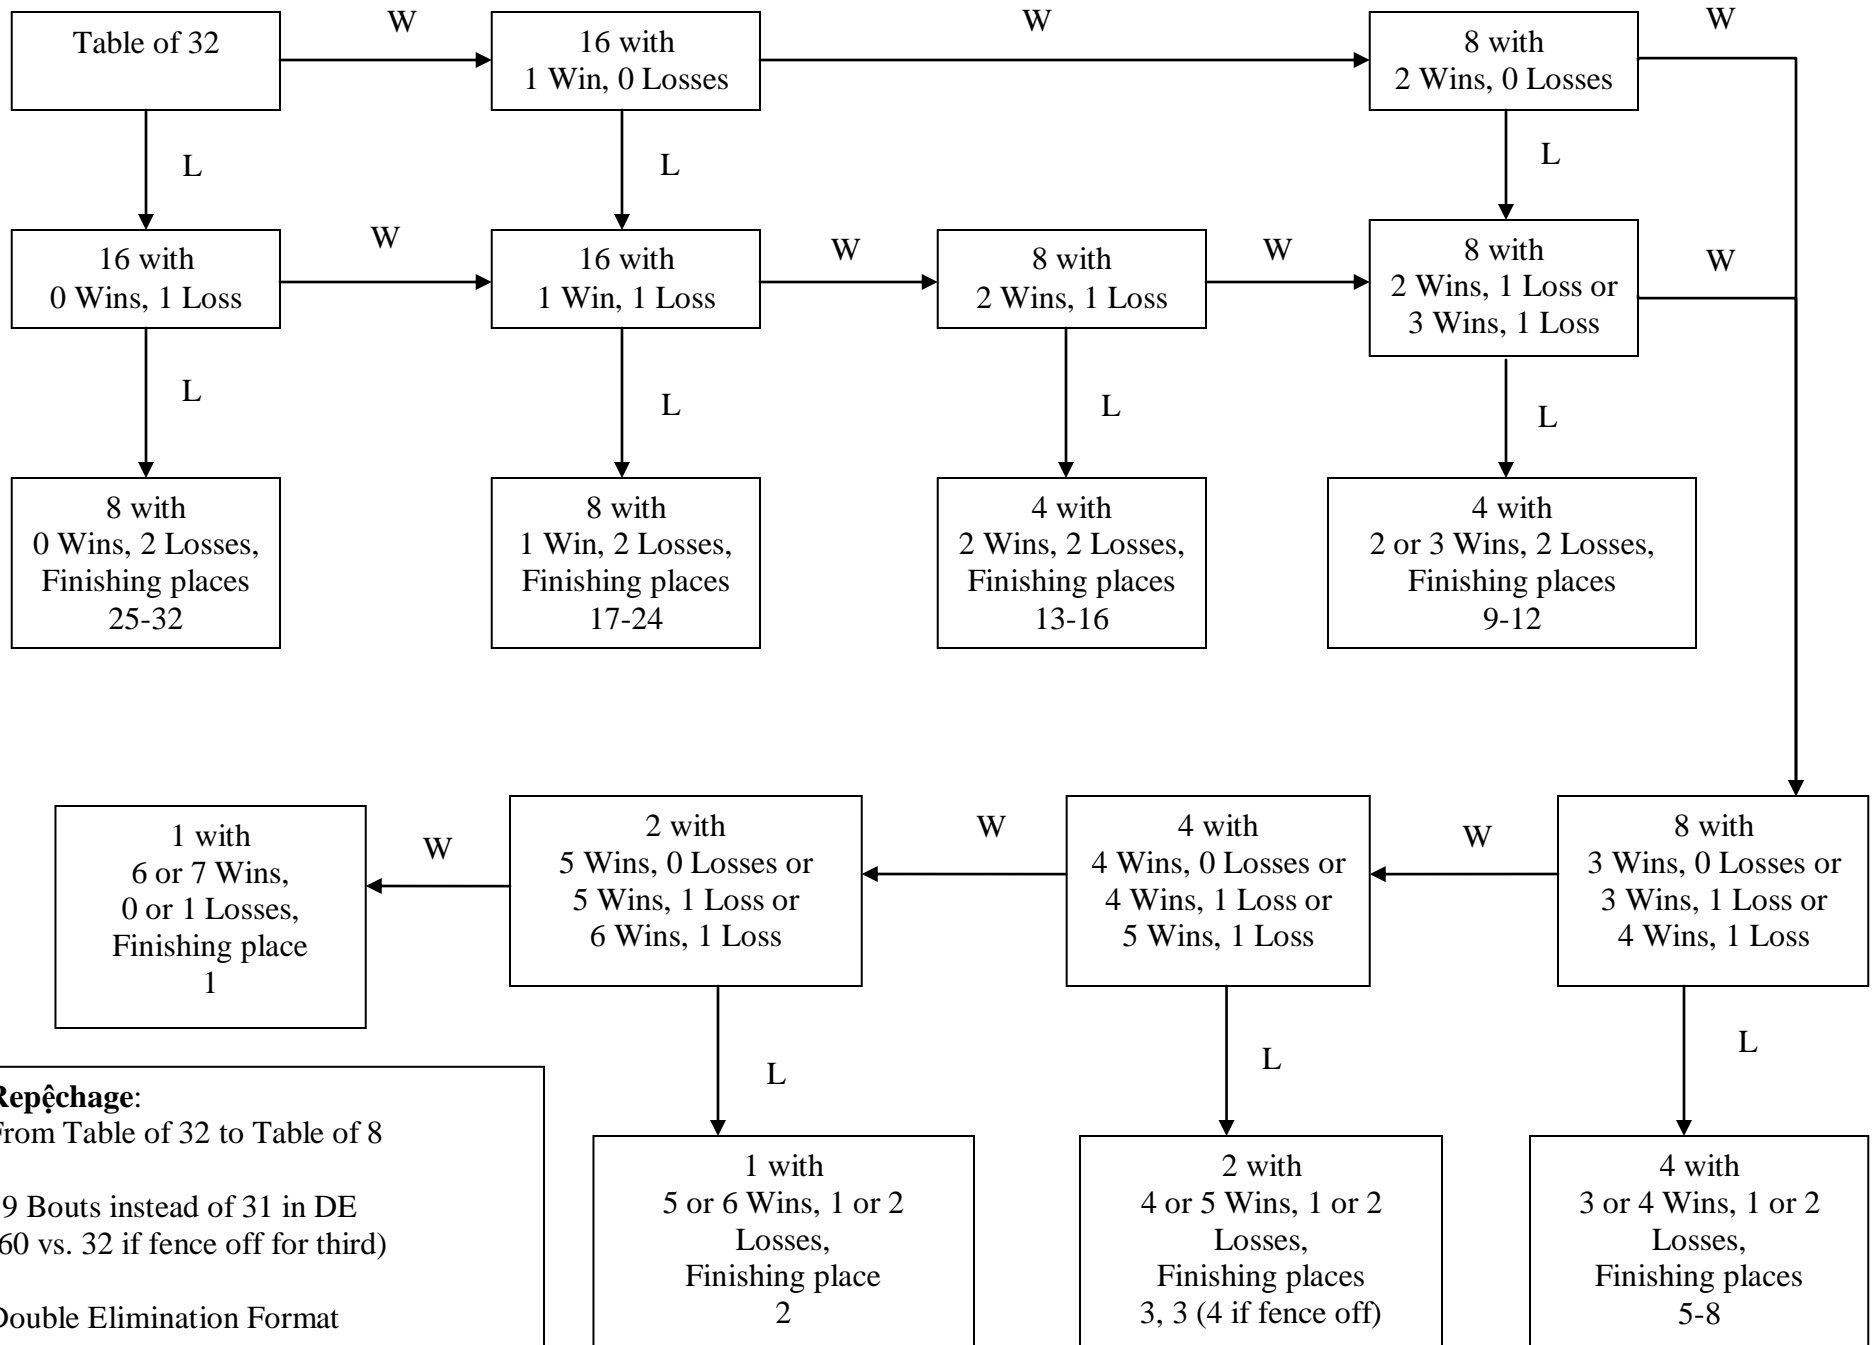 Table of 32
W
16 with
1 Win, 0 Losses
W
8 with
2 Wins, 0 Losses
W
L
L
L
16 with
0 Wins, 1 Loss
W
16 with
1 Win, 1 Loss
W
8 with
2 Wins, 1 Loss
W
8 with
2 Wins, 1 Loss or
3 Wins, 1 Loss
W
L
L
L
L
8 with
0 Wins, 2 Losses,
Finishing places
25-32
8 with
1 Win, 2 Losses,
Finishing places
17-24
4 with
2 Wins, 2 Losses,
Finishing places
13-16
4 with
2 or 3 Wins, 2 Losses,
Finishing places
9-12
1 with
6 or 7 Wins,
0 or 1 Losses,
Finishing place
1
W
2 with
5 Wins, 0 Losses or
5 Wins, 1 Loss or
6 Wins, 1 Loss
W
4 with
4 Wins, 0 Losses or
4 Wins, 1 Loss or
5 Wins, 1 Loss
W
8 with
3 Wins, 0 Losses or
3 Wins, 1 Loss or
4 Wins, 1 Loss
L
L
L
Repệchage:
From Table of 32 to Table of 8
9 Bouts instead of 31 in DE
60 vs. 32 if fence off for third)
Double Elimination Format
1 with
5 or 6 Wins, 1 or 2
Losses,
Finishing place
2
2 with
4 or 5 Wins, 1 or 2
Losses,
Finishing places
3, 3 (4 if fence off)
4 with
3 or 4 Wins, 1 or 2
Losses,
Finishing places
5-8